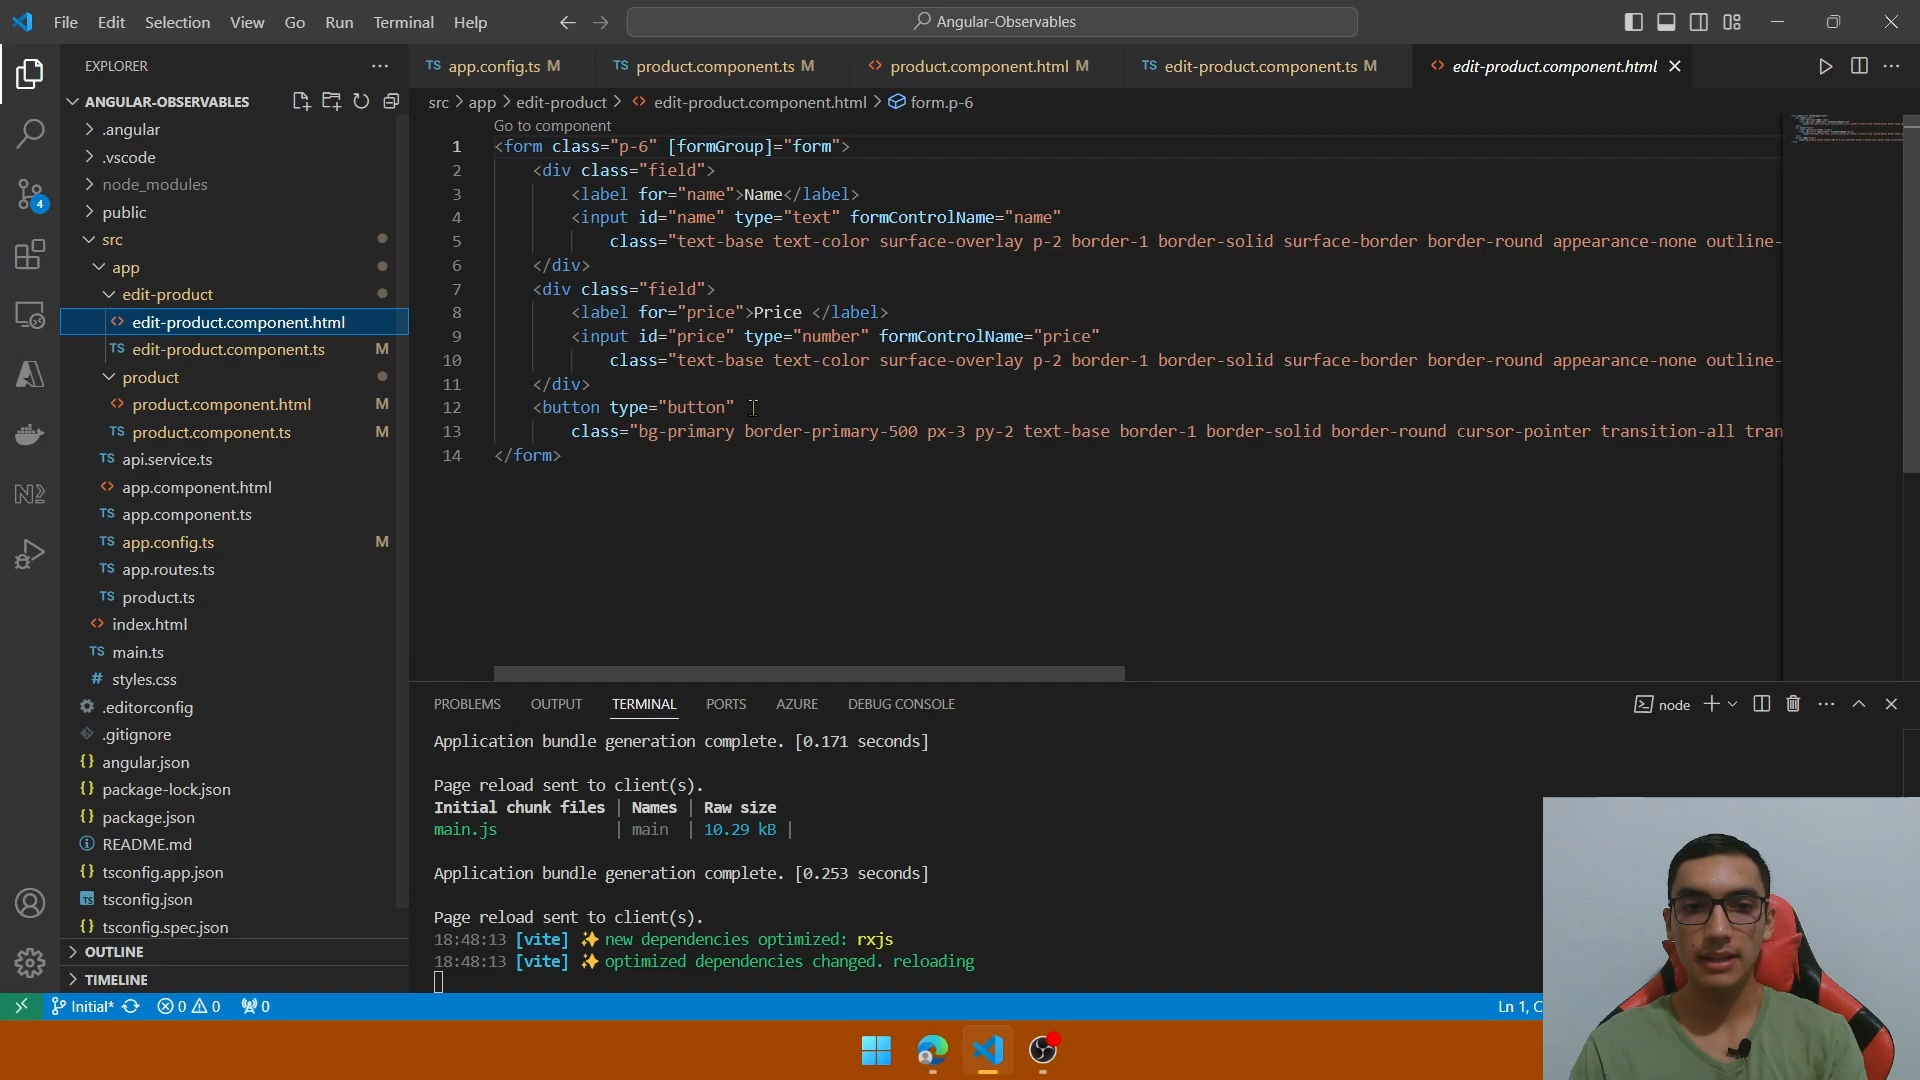 File Edit Selection View Go Run Terminal Help
Angular-Observables
EXPLORER
ANGULAR-OBSERVABLES
.angular
.vscode
node_modules
public
src
app
edit-product
edit-product.component.html
edit-product.component.ts M
product
product.component.html M
product.component.ts M
api.service.ts
app.component.html
app.component.ts
app.config.ts M
app.routes.ts
product.ts
index.html
main.ts
styles.css
.editorconfig
.gitignore
angular.json
package-lock.json
package.json
README.md
tsconfig.app.json
tsconfig.json
tsconfig.spec.json
OUTLINE
TIMELINE
4
TS app.config.ts M
TS product.component.ts M
<> product.component.html M
TS edit-product.component.ts M
<> edit-product.component.html
src > app > edit-product > <> edit-product.component.html > form.p-6
Go to component
1 <form class="p-6" [formGroup]="form">
2 <div class="field">
3 <label for="name">Name</label>
4 <input id="name" type="text" formControlName="name"
5 class="text-base text-color surface-overlay p-2 border-1 border-solid surface-border border-round appearance-none outline-
6 </div>
7 <div class="field">
8 <label for="price">Price </label>
9 <input id="price" type="number" formControlName="price"
10 class="text-base text-color surface-overlay p-2 border-1 border-solid surface-border border-round appearance-none outline-
11 </div>
12 <button type="button"
13 class="bg-primary border-primary-500 px-3 py-2 text-base border-1 border-solid border-round cursor-pointer transition-all tran
14 </form>
PROBLEMS OUTPUT TERMINAL PORTS AZURE DEBUG CONSOLE
node
Application bundle generation complete. [0.171 seconds]
Page reload sent to client(s).
Initial chunk files | Names | Raw size
main.js | main | 10.29 kB |
Application bundle generation complete. [0.253 seconds]
Page reload sent to client(s).
18:48:13 [vite] ✨ new dependencies optimized: rxjs
18:48:13 [vite] ✨ optimized dependencies changed. reloading
Initial* 0 0 0
Ln 1, C